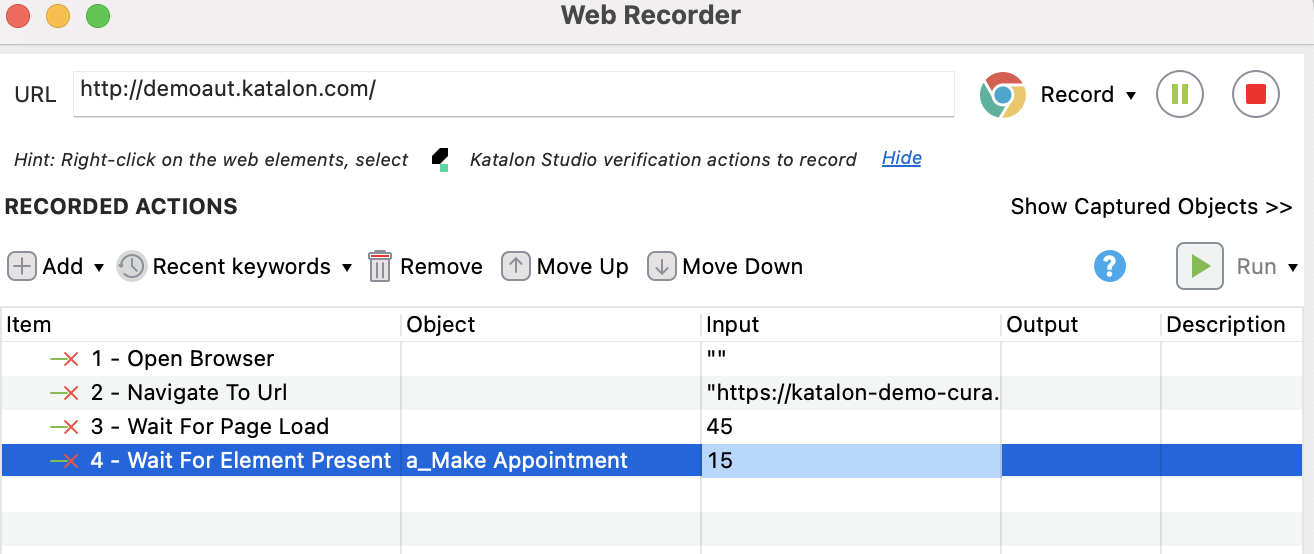 Web Recorder
URL http://demoaut.katalon.com/ Record
Hint: Right-click on the web elements, select Katalon Studio verification actions to record Hide
RECORDED ACTIONS Show Captured Objects >>
Add Recent keywords Remove Move Up Move Down ? Run
Item Object Input Output Description
1 - Open Browser ""
2 - Navigate To Url "https://katalon-demo-cura.
3 - Wait For Page Load 45
4 - Wait For Element Present a_Make Appointment 15